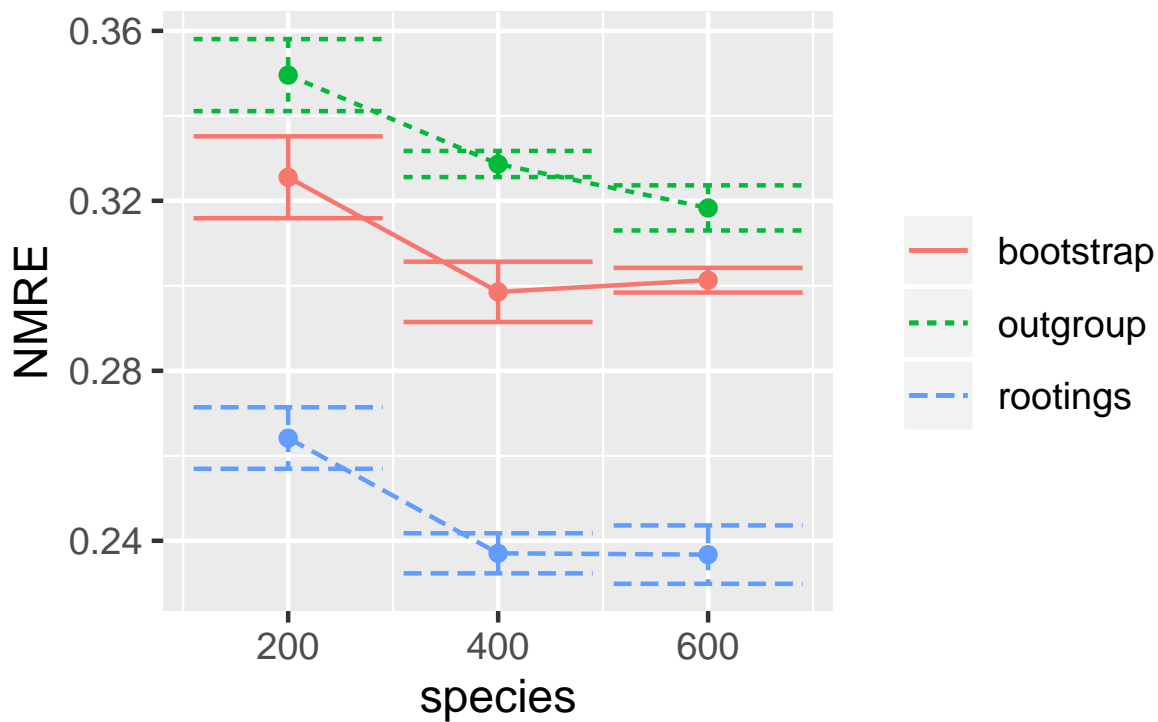 0.36
0.32
0.28
0.24
NMRE
200 400 600
species
bootstrap
outgroup
rootings